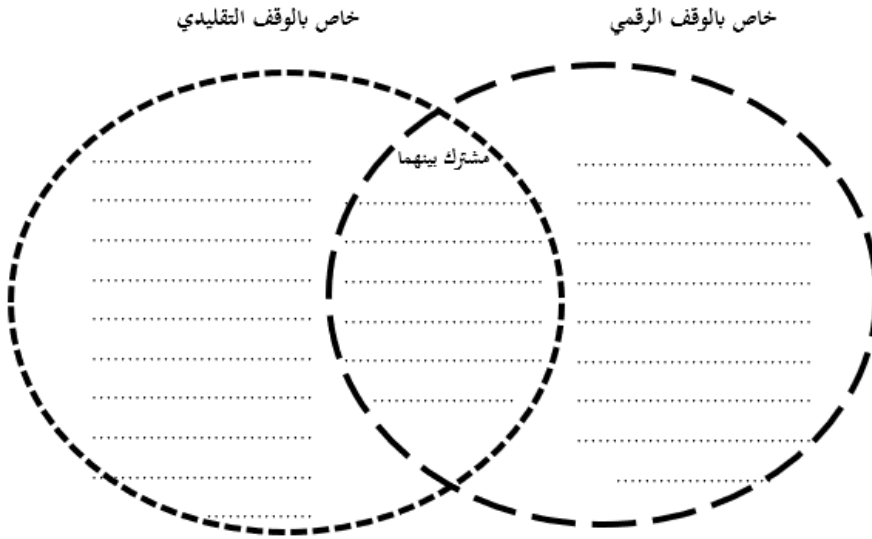 خاص بالوقف الرقمي
خاص بالوقف التقليدي
مشترك بينهما